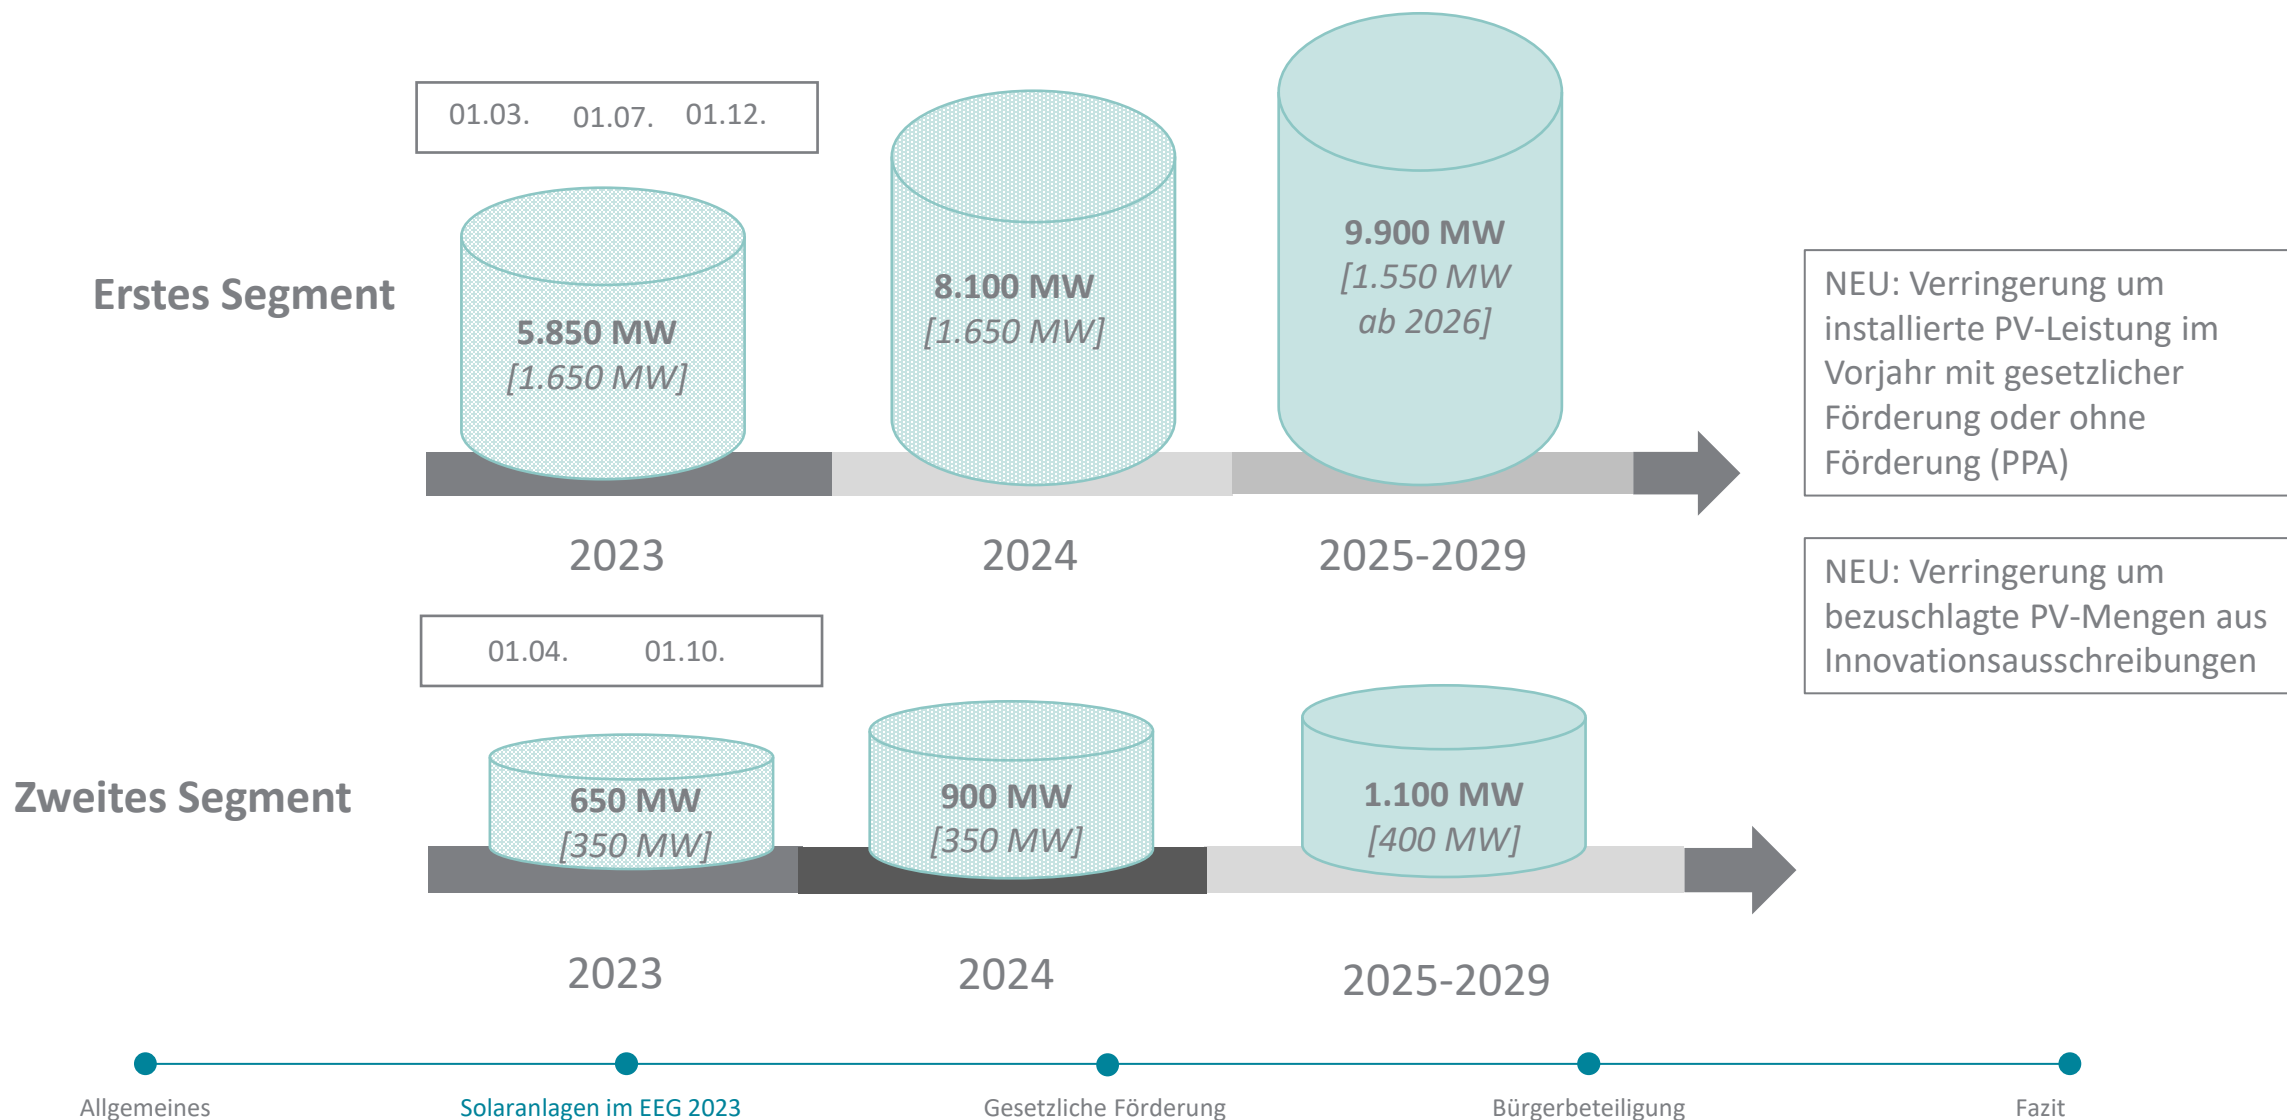 01.03. 01.07. 01.12.
Erstes Segment
5.850 MW
[1.650 MW]
8.100 MW
[1.650 MW]
9.900 MW
[1.550 MW
ab 2026]
2023
2024
2025-2029
NEU: Verringerung um
installierte PV-Leistung im
Vorjahr mit gesetzlicher
Förderung oder ohne
Förderung (PPA)
NEU: Verringerung um
bezuschlagte PV-Mengen aus
Innovationsausschreibungen
01.04. 01.10.
Zweites Segment
650 MW
[350 MW]
900 MW
[350 MW]
1.100 MW
[400 MW]
2023
2024
2025-2029
Allgemeines
Solaranlagen im EEG 2023
Gesetzliche Förderung
Bürgerbeteiligung
Fazit